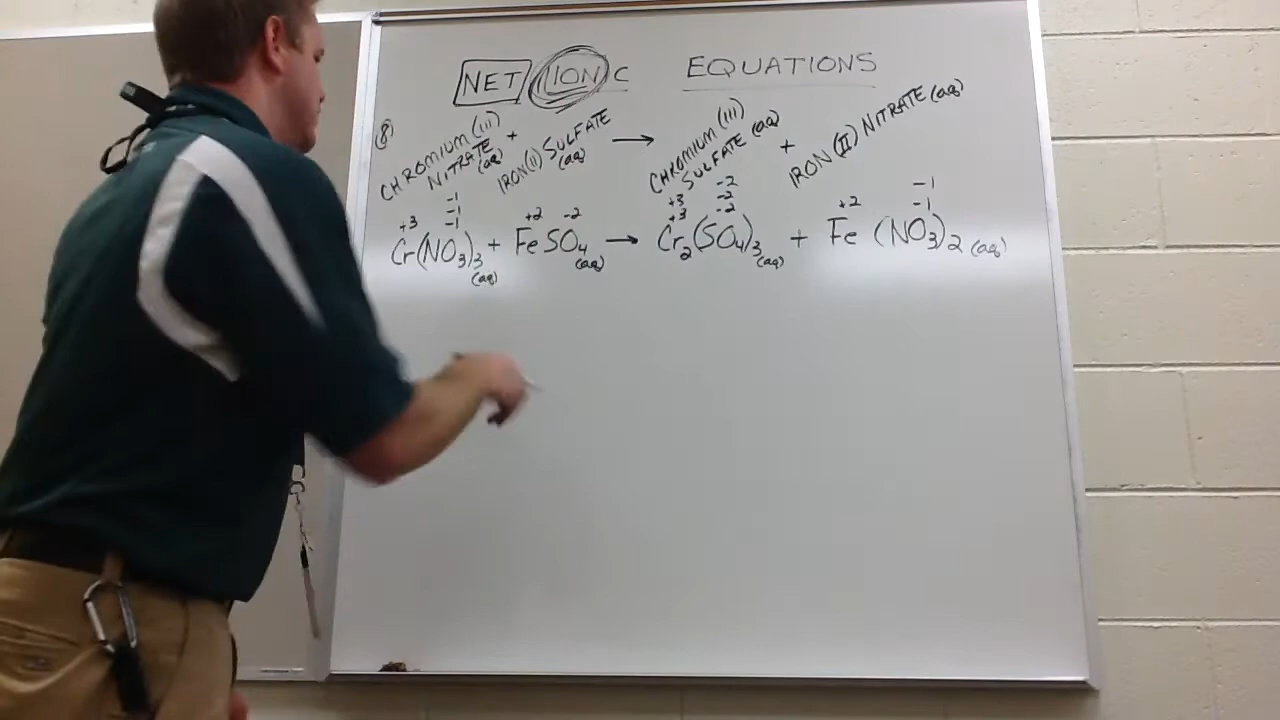 NET IONIC EQUATIONS
8
CHROMIUM (III) NITRATE (aq) + IRON (II) SULFATE (aq) → CHROMIUM (III) SULFATE (aq) + IRON (II) NITRATE (aq)
+3 -1 -1 -1 +2 -2 +3 +3 -2 -2 -2 +2 -1 -1
Cr(NO3)3 (aq) + FeSO4 (aq) → Cr2(SO4)3 (aq) + Fe(NO3)2 (aq)